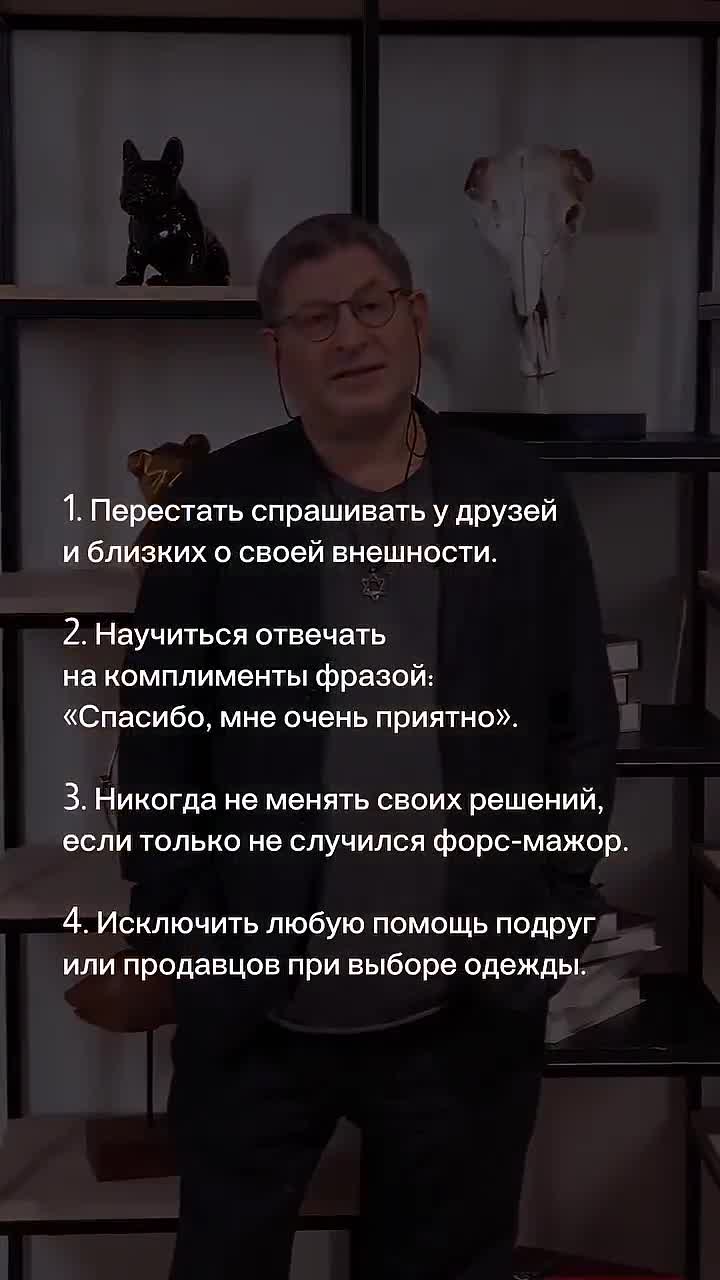 1. Перестать спрашивать у друзей
и близких о своей внешности.
2. Научиться отвечать
на комплименты фразой:
«Спасибо, мне очень приятно».
3. Никогда не менять своих решений,
если только не случился форс-мажор.
4. Исключить любую помощь подруг
или продавцов при выборе одежды.